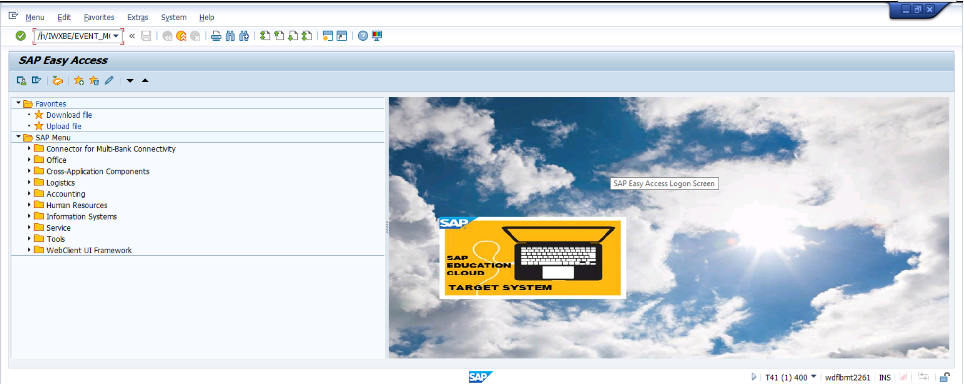 Menu Edit Favorites Extras System Help
/n/IWXBE/EVENT_M
SAP Easy Access
Favorites
Download file
Upload file
SAP Menu
Connector for Multi-Bank Connectivity
Office
Cross-Application Components
Logistics
Accounting
Human Resources
Information Systems
Service
Tools
WebClient UI Framework
SAP Easy Access Logon Screen
SAP
SAP
EDUCATION
CLOUD
TARGET SYSTEM
SAP
T41 (1) 400 wdflbmt2261 INS